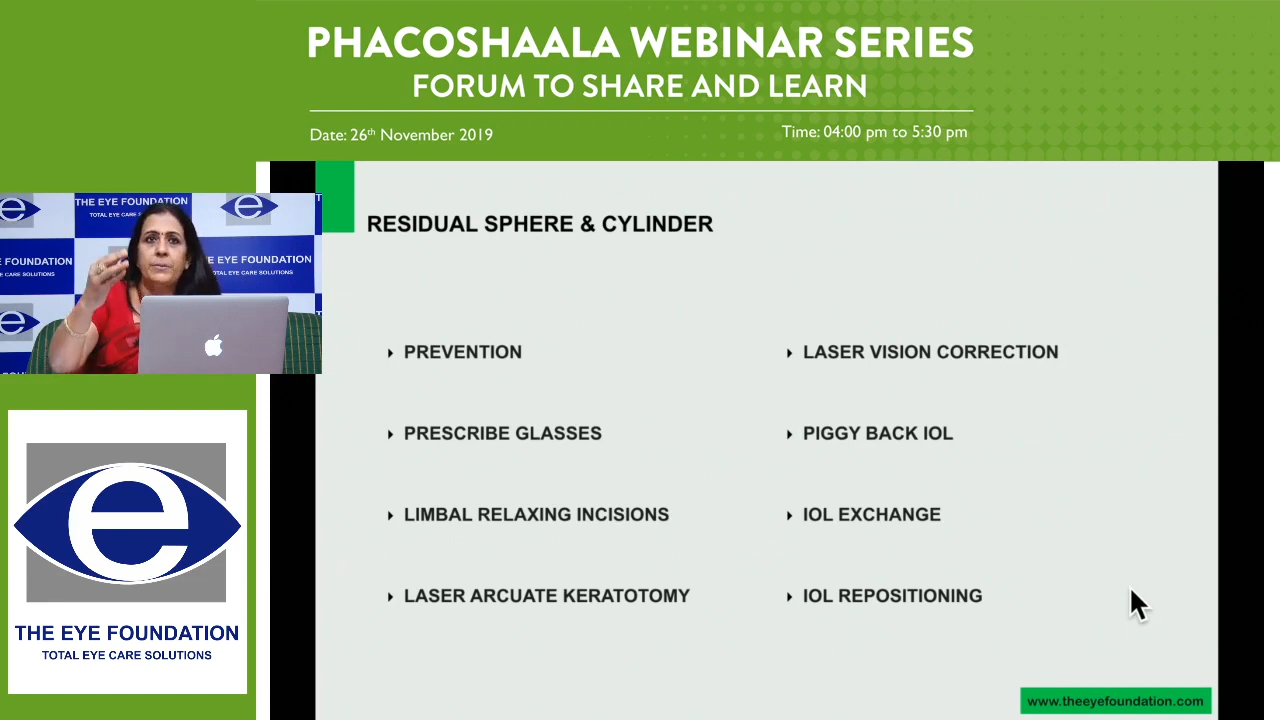 PHACOSHAALA WEBINAR SERIES
FORUM TO SHARE AND LEARN
Date: 26th November 2019
Time: 04:00 pm to 5:30 pm
THE EYE FOUNDATION
TOTAL EYE CARE SOLUTIONS
RESIDUAL SPHERE & CYLINDER
PREVENTION
PRESCRIBE GLASSES
LIMBAL RELAXING INCISIONS
LASER ARCUATE KERATOTOMY
LASER VISION CORRECTION
PIGGY BACK IOL
IOL EXCHANGE
IOL REPOSITIONING
THE EYE FOUNDATION
TOTAL EYE CARE SOLUTIONS
www.theeyefoundation.com